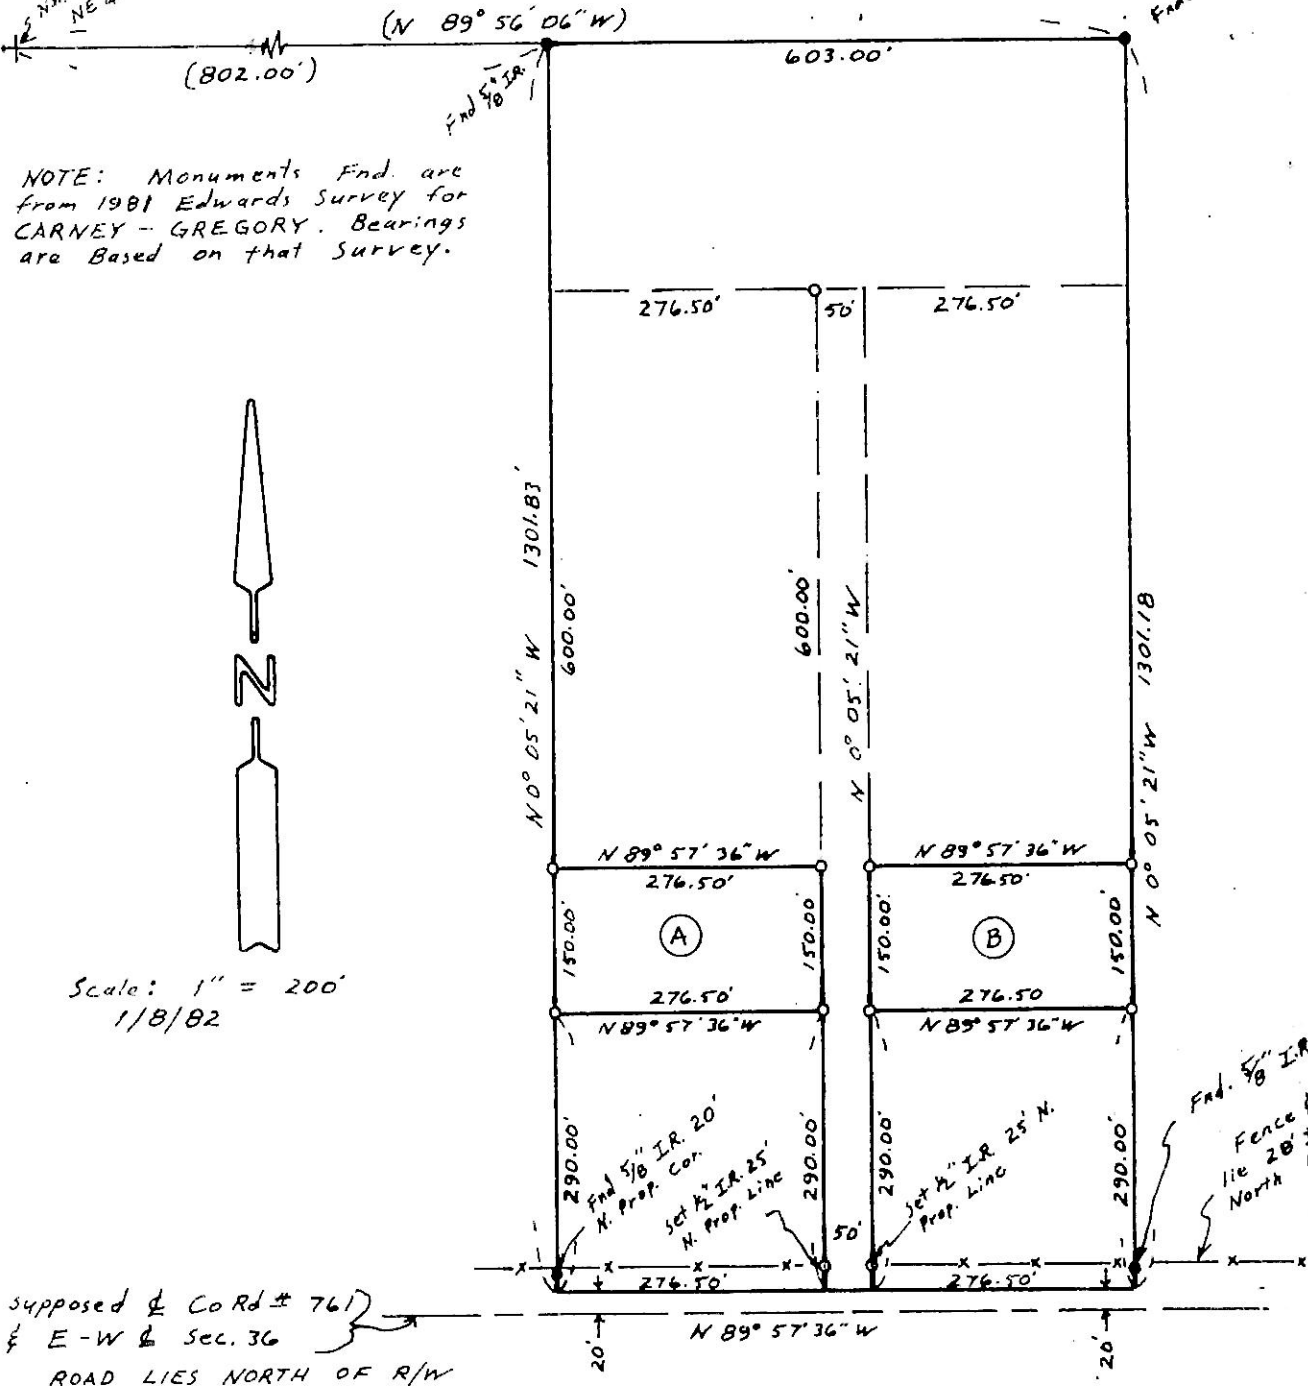 NE
(N 89° 56' 06" W)
(802.00')
603.00'
Fnd 5/8" I.R.
NOTE: Monuments Fnd. are
from 1981 Edwards Survey for
CARNEY - GREGORY. Bearings
are Based on that Survey.
276.50'
50'
276.50'
N 0° 05' 21" W 1301.83'
600.00'
600.00'
N 0° 05' 21" W
N 0° 05' 21" W 1301.18
N
Scale: 1" = 200'
1/8/82
N 89° 57' 36" W
276.50'
N 89° 57' 36" W
276.50'
150.00'
A
150.00'
150.00'
B
150.00'
276.50'
N 89° 57' 36" W
276.50
N 89° 57' 36" W
290.00'
Fnd 5/8" I.R. 20'
N. Prop. Cor.
Set 1/2" I.R. 25'
N. Prop. Line
290.00'
50'
290.00'
Set 1/2" I.R. 25' N.
Prop. Line
290.00'
Fnd. 5/8" I.R
Fence
lie 28'
North
276.50'
276.50'
Supposed ℄ Co Rd # 761
& E-W ℄ Sec. 36
ROAD LIES NORTH OF R/W
N 89° 57' 36" W
20'
20'